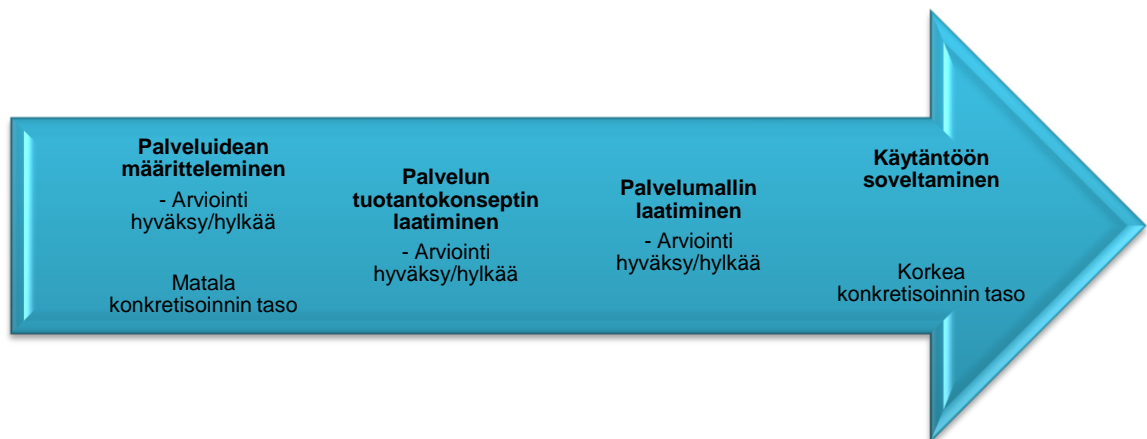 Palveluidean
määritteleminen
- Arviointi
hyväksy/hylkää
Matala
konkretisoinnin taso
Palvelun
tuotantokonseptin
laatiminen
- Arviointi
hyväksy/hylkää
Palvelumallin
laatiminen
- Arviointi
hyväksy/hylkää
Käytäntöön
soveltaminen
Korkea
konkretisoinnin taso